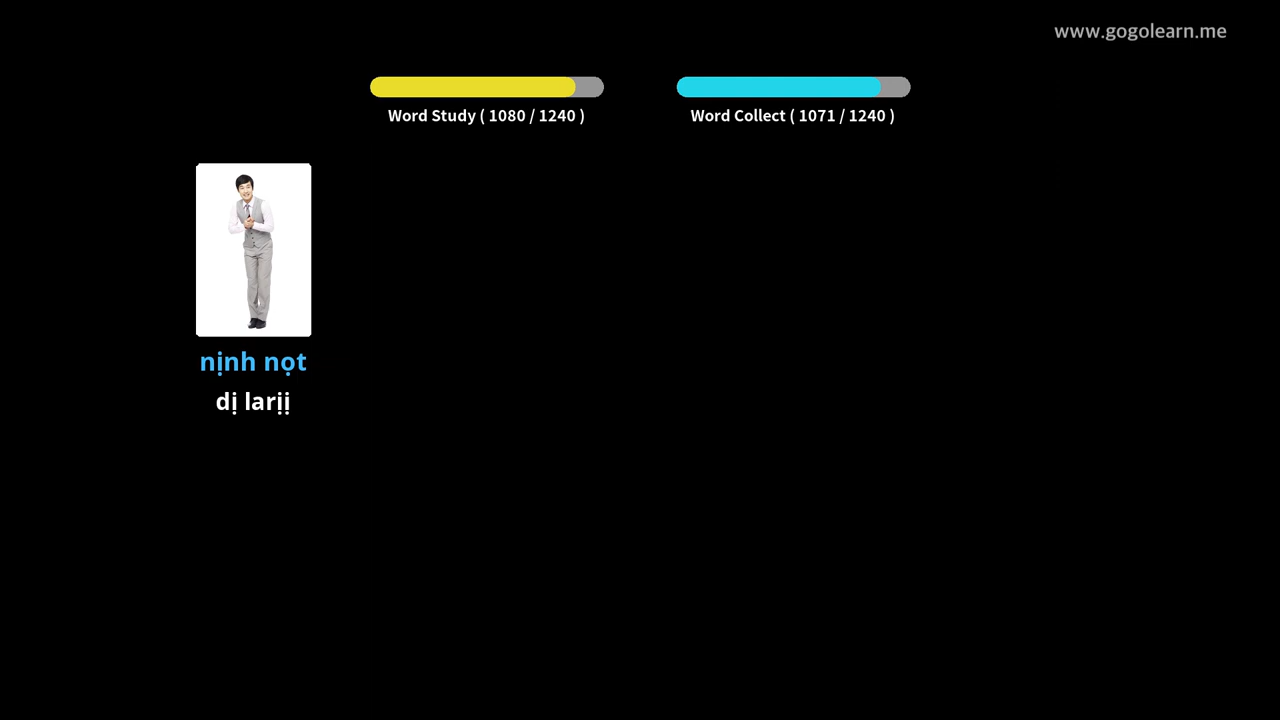 www.gogolearn.me
Word Study ( 1080 / 1240 )
Word Collect ( 1071 / 1240 )
nịnh nọt
dị larịị